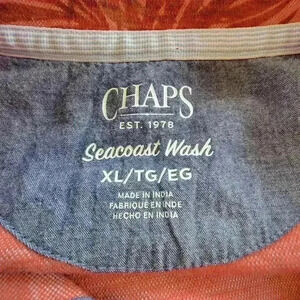 CHAPS
EST. 1978
Seacoast Wash
XL/TG/EG
MADE IN INDIA
FABRIQUÉ EN INDE
HECHO EN INDIA